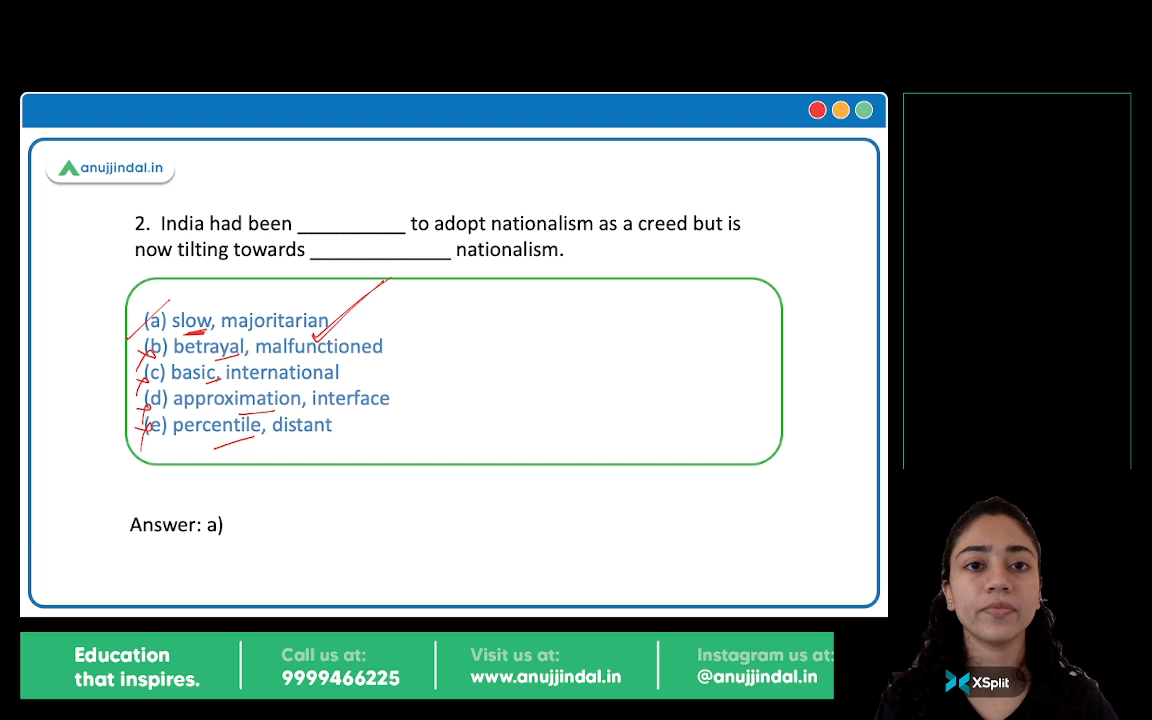 anujjindal.in
2. India had been __________ to adopt nationalism as a creed but is
now tilting towards _____________ nationalism.
(a) slow, majoritarian
(b) betrayal, malfunctioned
(c) basic, international
(d) approximation, interface
(e) percentile, distant
Answer: a)
Education
that inspires.
Call us at:
9999466225
Visit us at:
www.anujjindal.in
Instagram us at:
@anujjindal.in
XSplit